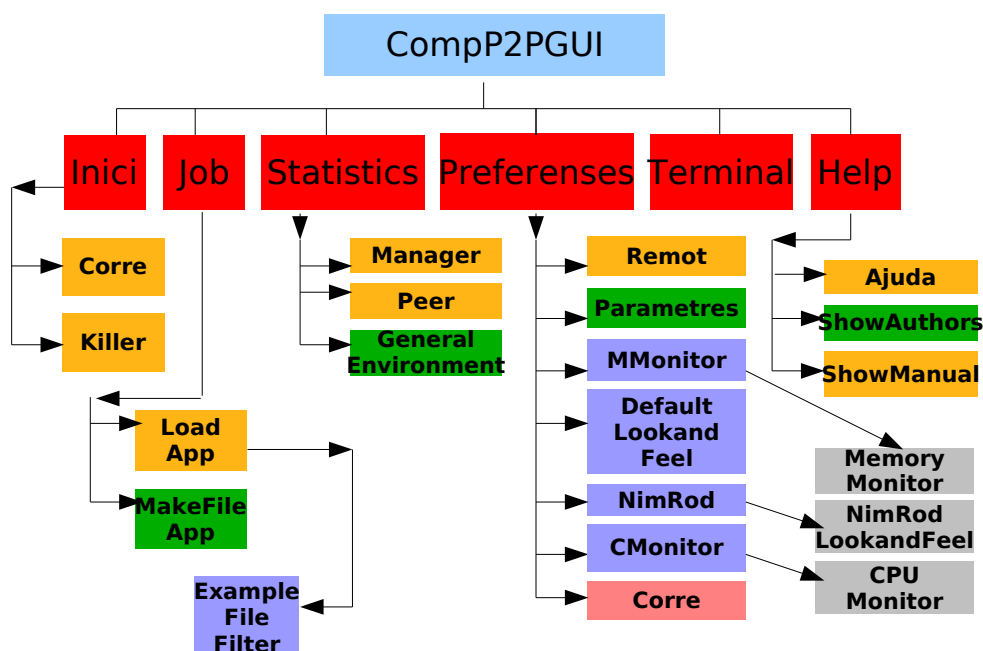 CompP2PGUI
Inici
Job
Statistics
Preferenses
Terminal
Help
Corre
Killer
Load
App
MakeFile
App
Example
File
Filter
Manager
Peer
General
Environment
Remot
Parametres
MMonitor
Default
Lookand
Feel
NimRod
CMonitor
Corre
Ajuda
ShowAuthors
ShowManual
Memory
Monitor
NimRod
LookandFeel
CPU
Monitor